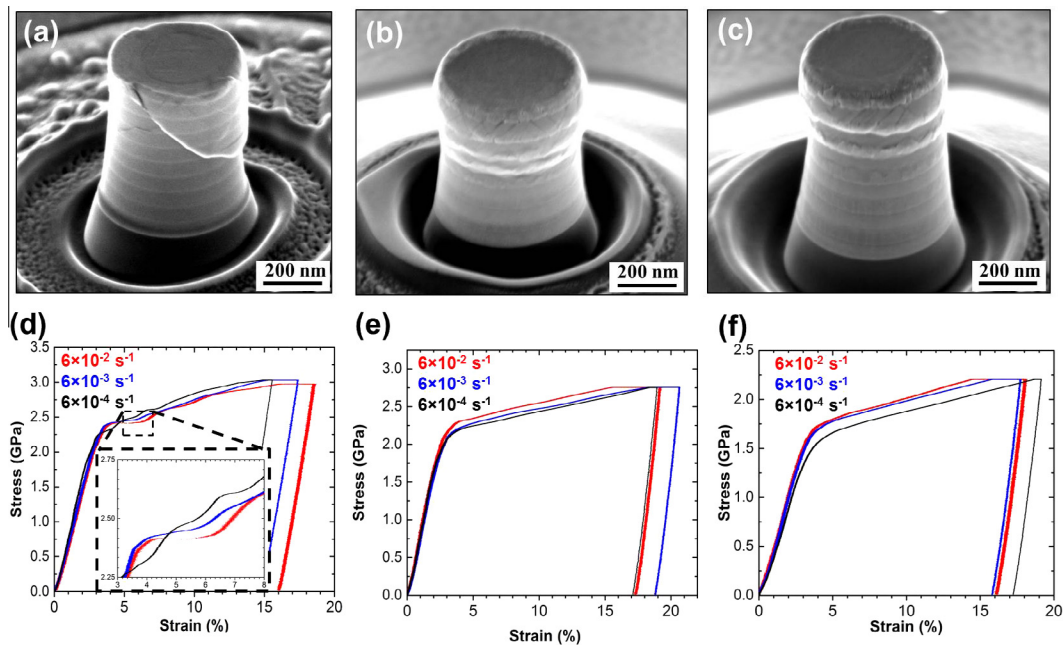 (a)
(b)
(c)
200 nm
200 nm
200 nm
(d)
(e)
(f)
3.5
3.0
2.5
2.0
1.5
1.0
0.5
0.0
Stress (GPa)
6×10⁻² s⁻¹
6×10⁻³ s⁻¹
6×10⁻⁴ s⁻¹
2.75
2.50
2.25
3 4 5 6 7 8
0 5 10 15 20
Strain (%)
2.5
2.0
1.5
1.0
0.5
0.0
Stress (GPa)
6×10⁻² s⁻¹
6×10⁻³ s⁻¹
6×10⁻⁴ s⁻¹
0 5 10 15 20
Strain (%)
2.5
2.0
1.5
1.0
0.5
0.0
Stress (GPa)
6×10⁻² s⁻¹
6×10⁻³ s⁻¹
6×10⁻⁴ s⁻¹
0 5 10 15 20
Strain (%)